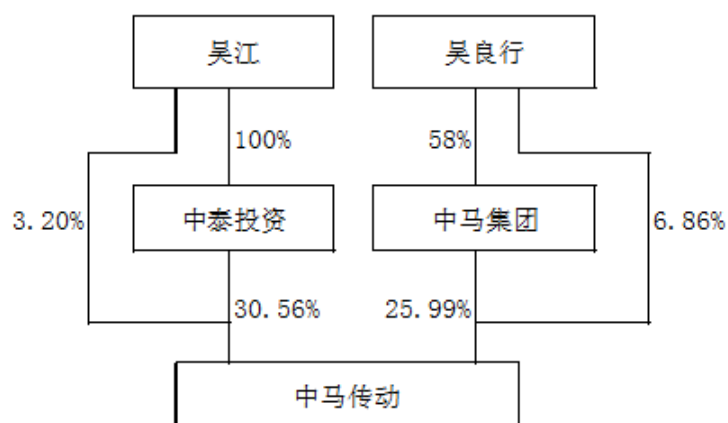 吴江
吴良行
100%
58%
3.20%
中泰投资
中马集团
6.86%
30.56%
25.99%
中马传动